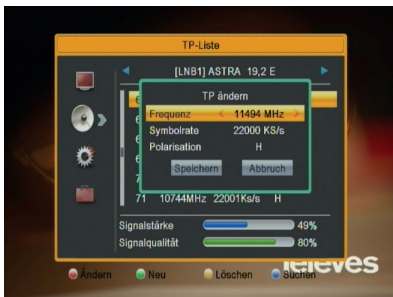 TP-Liste
[LNB1] ASTRA 19,2 E
TP ändern
Frequenz 11494 MHz
Symbolrate 22000 KS/s
Polarisation H
Speichern Abbruch
71 10744MHz 22001Ks/s H
Signalstärke 49%
Signalqualität 80%
Ändern Neu Löschen Suchen
Televes